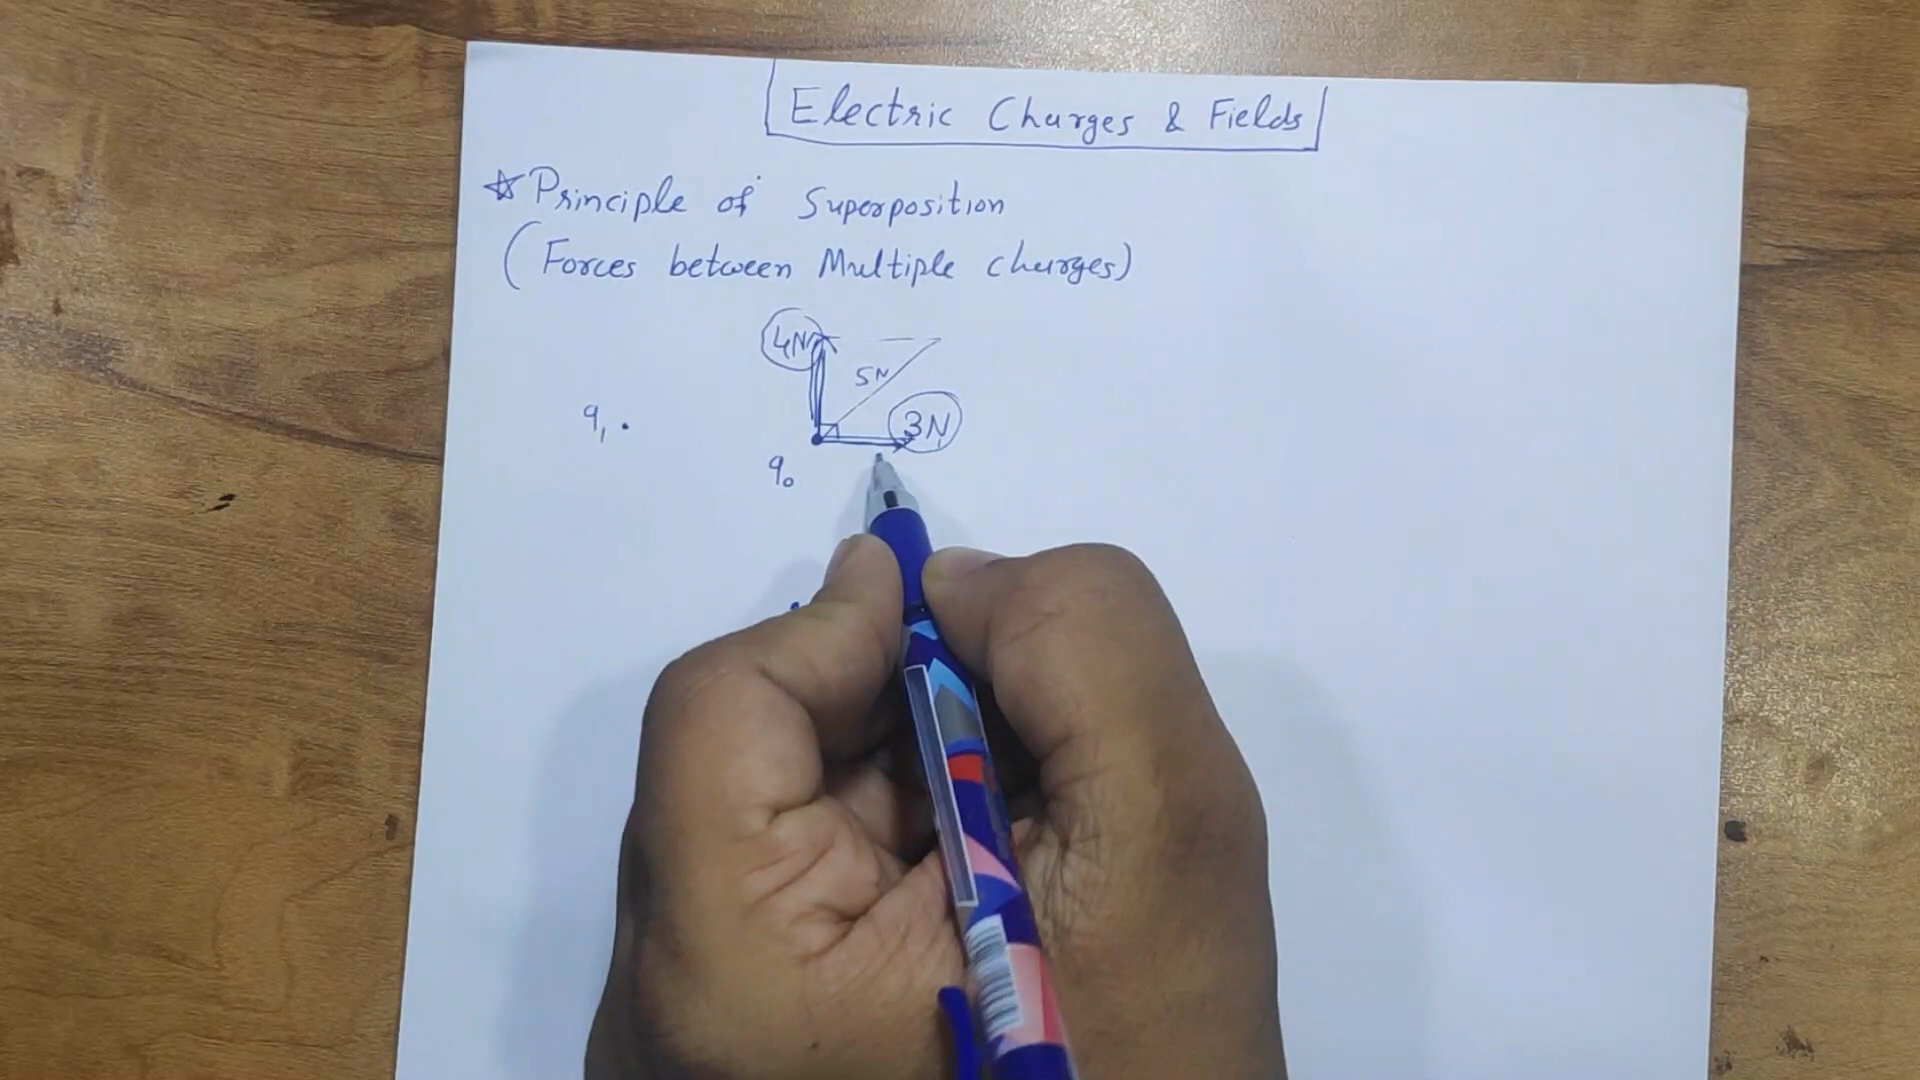 Electric Charges & Fields
☆ Principle of Superposition
(Forces between Multiple charges)
4N
5N
q₁ .
3N
q₀